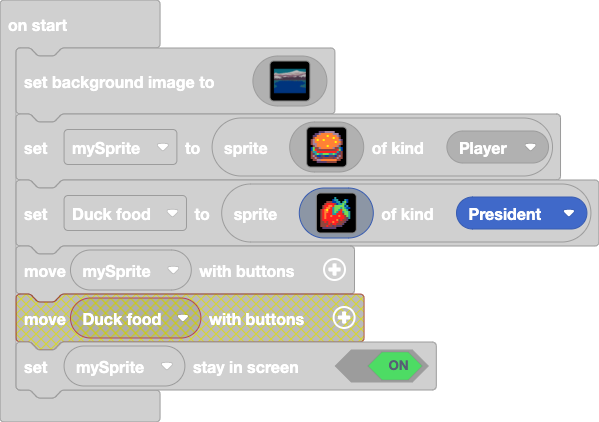 on start
set background image to
set mySprite to sprite of kind Player
set Duck food to sprite of kind President
move mySprite with buttons
move Duck food with buttons
set mySprite stay in screen ON